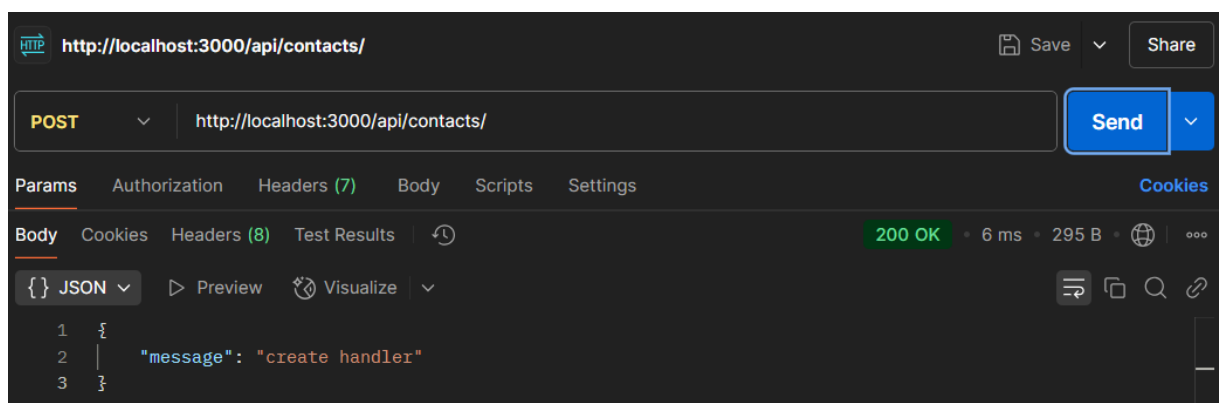 HTTP http://localhost:3000/api/contacts/ Save Share
POST http://localhost:3000/api/contacts/ Send
Params Authorization Headers (7) Body Scripts Settings Cookies
Body Cookies Headers (8) Test Results 200 OK • 6 ms • 295 B •
{} JSON Preview Visualize
1 {
2 "message": "create handler"
3 }